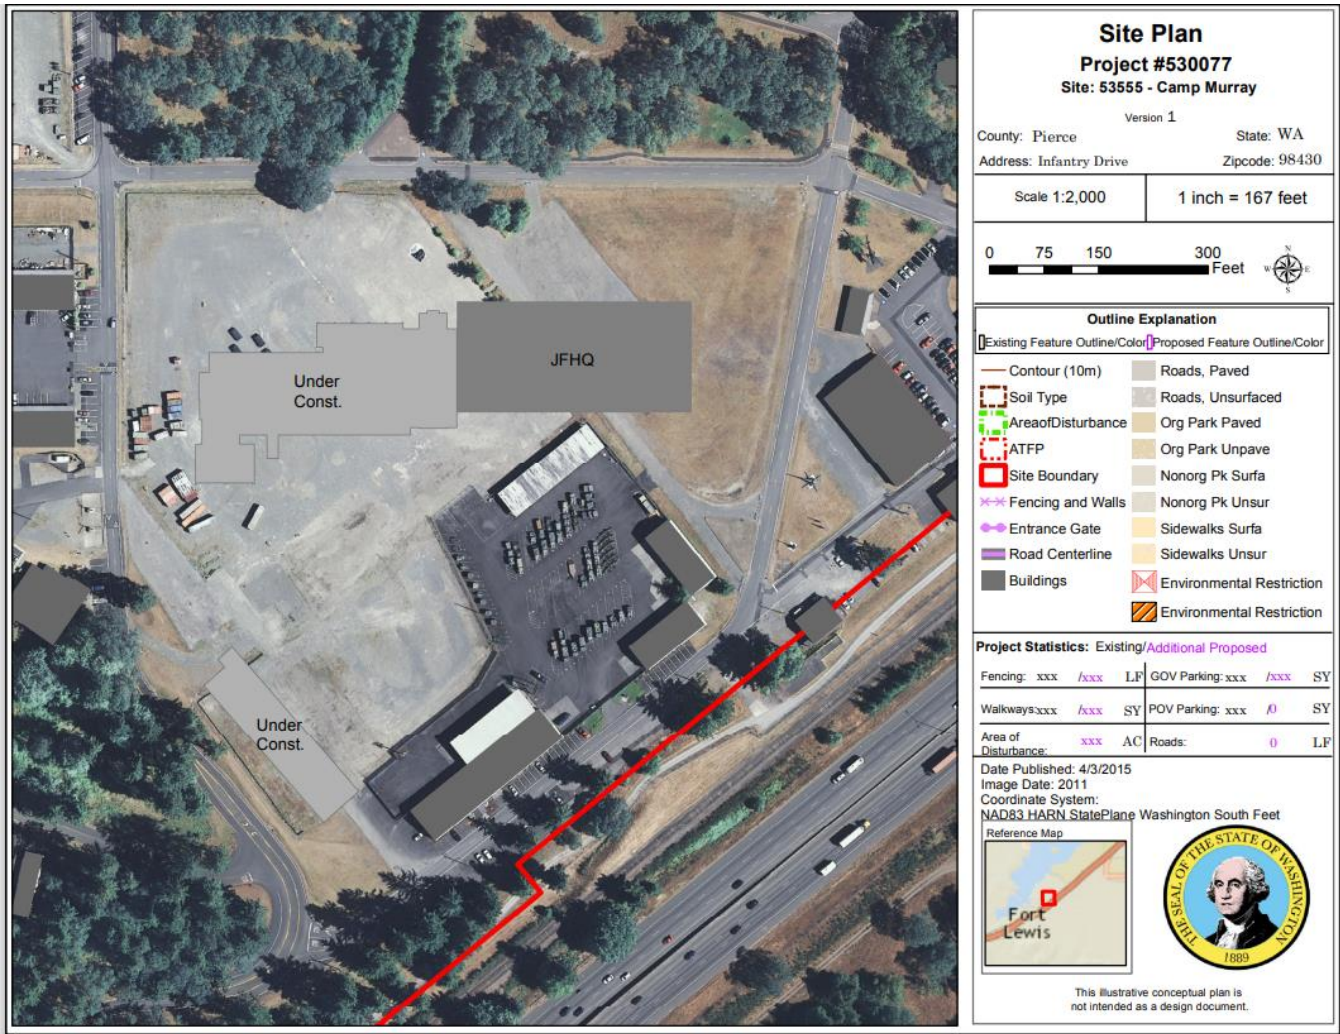 Site Plan
Project #530077
Site: 53555 - Camp Murray
Version 1
County: Pierce State: WA
Address: Infantry Drive Zipcode: 98430
Scale 1:2,000 1 inch = 167 feet
0 75 150 300
Feet
N
W E
S
Outline Explanation
Existing Feature Outline/Color Proposed Feature Outline/Color
Contour (10m) Roads, Paved
Soil Type Roads, Unsurfaced
AreaofDisturbance Org Park Paved
ATFP Org Park Unpave
Site Boundary Nonorg Pk Surfa
Fencing and Walls Nonorg Pk Unsur
Entrance Gate Sidewalks Surfa
Road Centerline Sidewalks Unsur
Buildings Environmental Restriction
Environmental Restriction
Project Statistics: Existing/Additional Proposed
Fencing: xxx /xxx LF GOV Parking: xxx /xxx SY
Walkways:xxx /xxx SY POV Parking: xxx /0 SY
Area of
Disturbance: xxx AC Roads: 0 LF
Date Published: 4/3/2015
Image Date: 2011
Coordinate System:
NAD83 HARN StatePlane Washington South Feet
Reference Map
Fort
Lewis
THE SEAL OF THE STATE OF WASHINGTON
1889
This illustrative conceptual plan is
not intended as a design document.
JFHQ
Under
Const.
Under
Const.